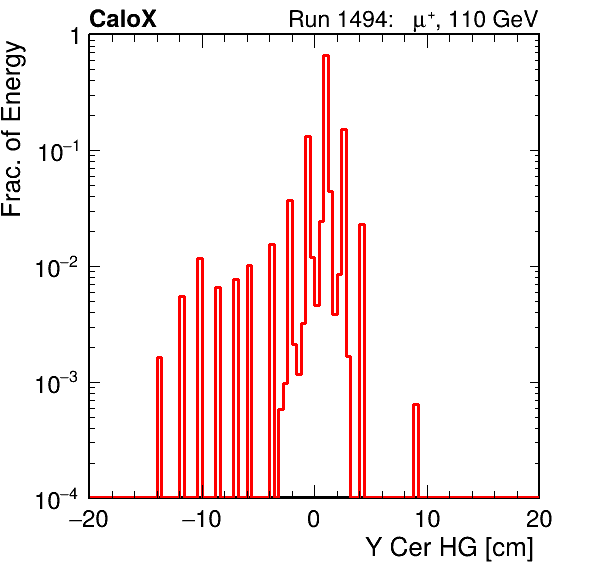 CaloX Run 1494: μ⁺, 110 GeV
Frac. of Energy
1
10⁻¹
10⁻²
10⁻³
10⁻⁴
−20 −10 0 10 20
Y Cer HG [cm]